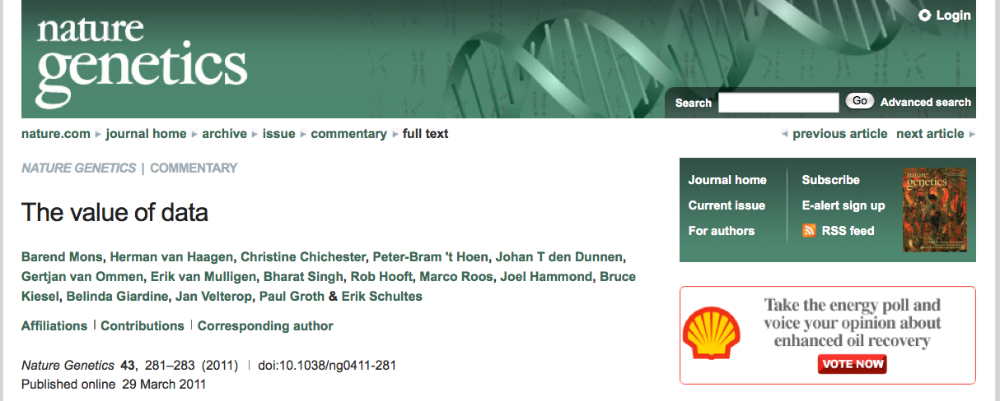 nature
genetics
Login
Search Go Advanced search
nature.com journal home archive issue commentary full text
previous article next article
NATURE GENETICS | COMMENTARY
The value of data
Barend Mons, Herman van Haagen, Christine Chichester, Peter-Bram 't Hoen, Johan T den Dunnen,
Gertjan van Ommen, Erik van Mulligen, Bharat Singh, Rob Hooft, Marco Roos, Joel Hammond, Bruce
Kiesel, Belinda Giardine, Jan Velterop, Paul Groth & Erik Schultes
Affiliations | Contributions | Corresponding author
Nature Genetics 43, 281–283 (2011) | doi:10.1038/ng0411-281
Published online 29 March 2011
Journal home
Current issue
For authors
Subscribe
E-alert sign up
RSS feed
nature
genetics
Take the energy poll and
voice your opinion about
enhanced oil recovery
VOTE NOW